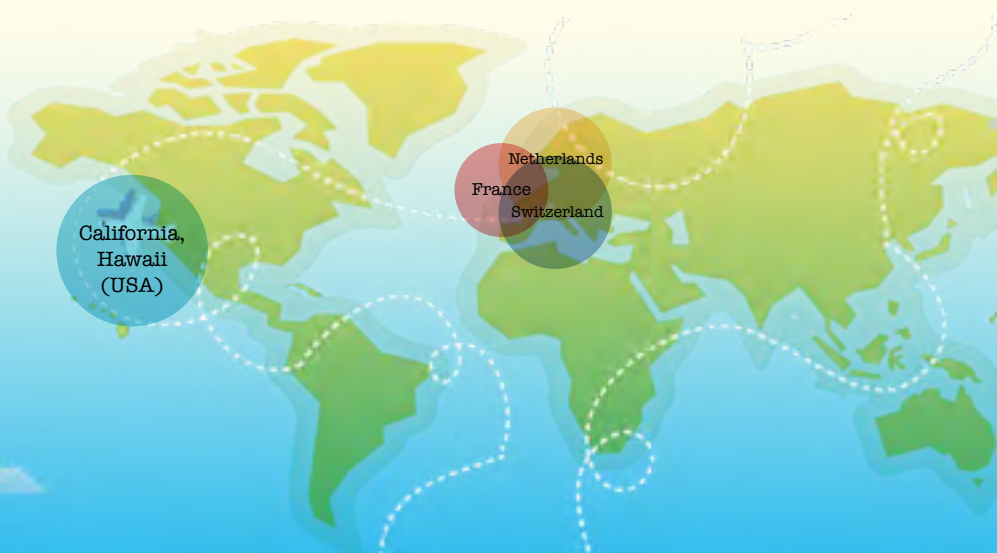 California,
Hawaii
(USA)
Netherlands
France
Switzerland